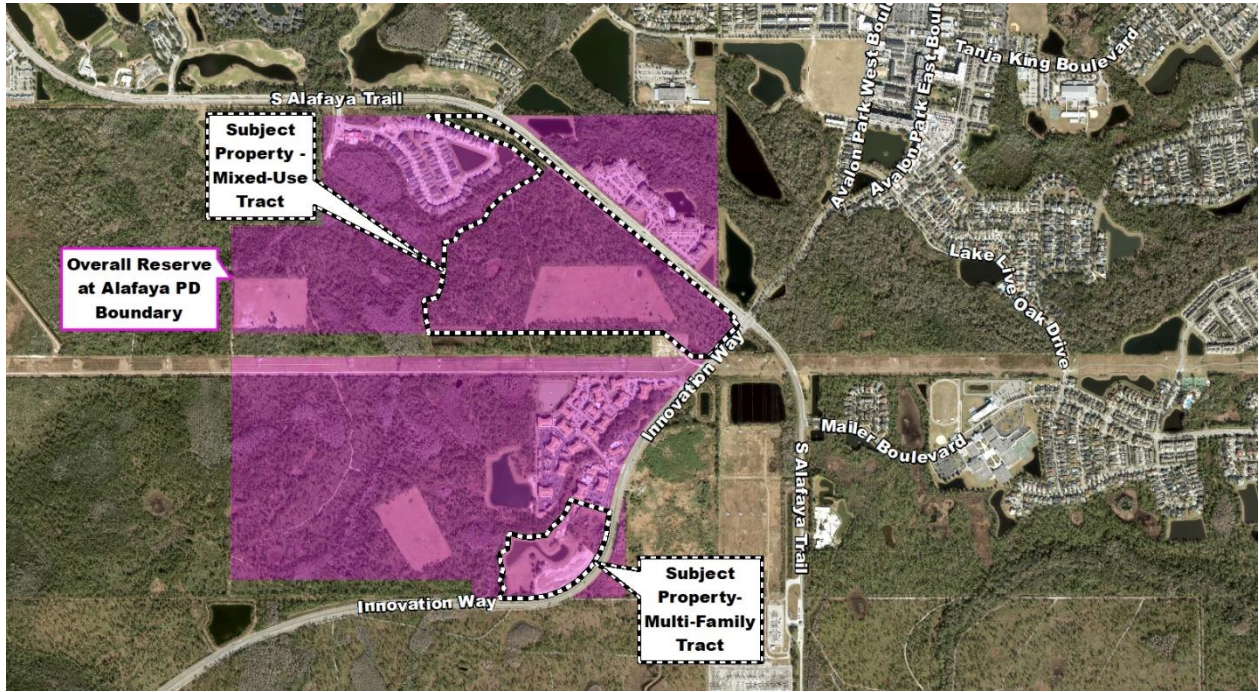 S Alafaya Trail
Tanja King Boulevard
Avalon Park West Boul
Avalon Park East Boul
Subject
Property -
Mixed-Use
Tract
Overall Reserve
at Alafaya PD
Boundary
Lake Live Oak Drive
Innovation Way
Mailer Boulevard
S Alafaya Trail
Innovation Way
Subject
Property-
Multi-Family
Tract